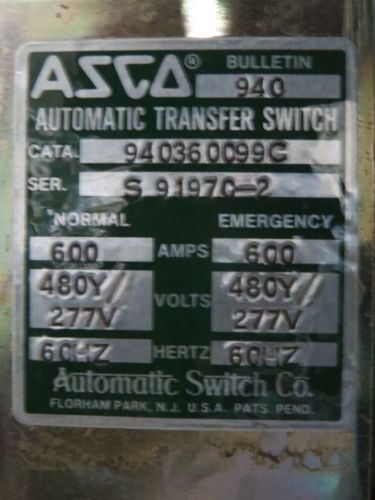 ASCO® BULLETIN
940
AUTOMATIC TRANSFER SWITCH
CATA. 940360099C
SER. S 91970-2
NORMAL EMERGENCY
600 AMPS 600
480Y/ 277V VOLTS 480Y/ 277V
60HZ HERTZ 60HZ
Automatic Switch Co.
FLORHAM PARK, N.J. U.S.A. PATS. PEND.